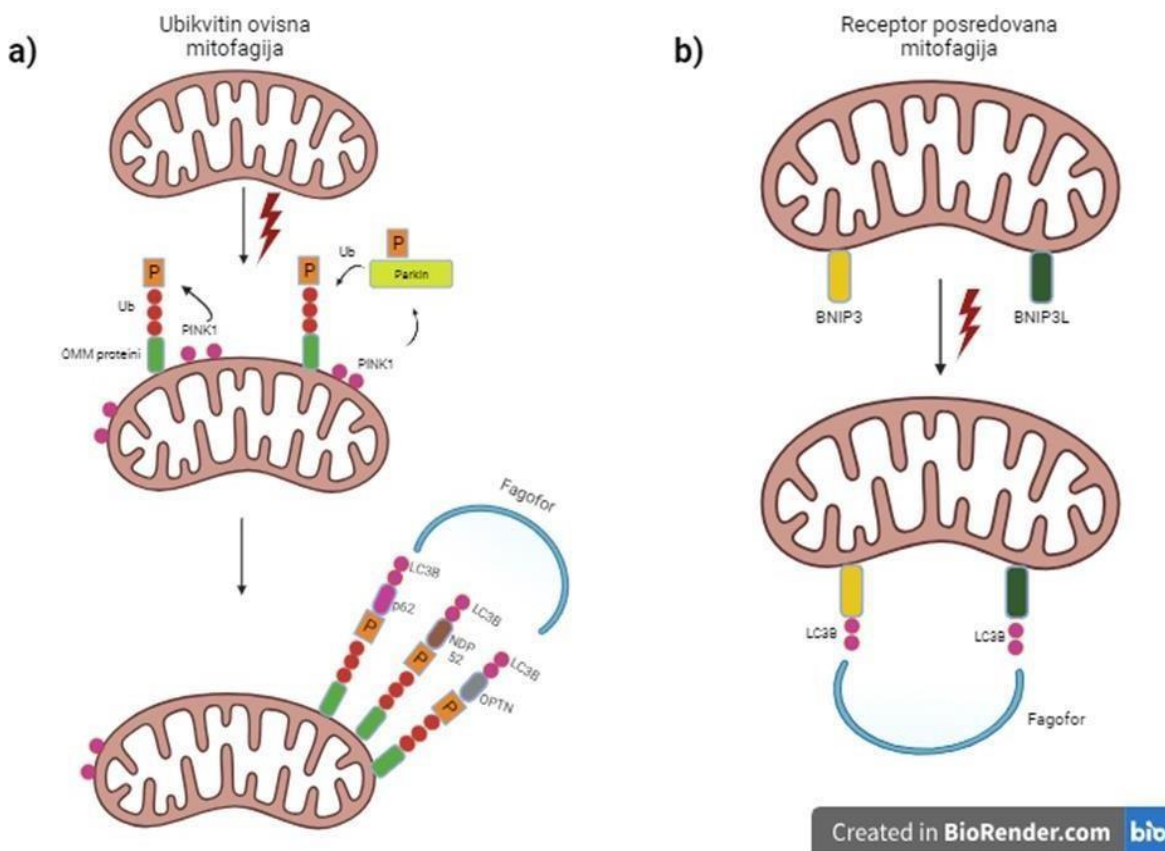 a)
Ubikvitin ovisna
mitofagija
P
Ub
PINK1
OMM proteini
P
Ub
P
Parkin
PINK1
Fagofor
LC3B
p62
P
LC3B
NDP
52
P
LC3B
OPTN
P
b)
Receptor posredovana
mitofagija
BNIP3
BNIP3L
LC3B
LC3B
Fagofor
Created in BioRender.com bio